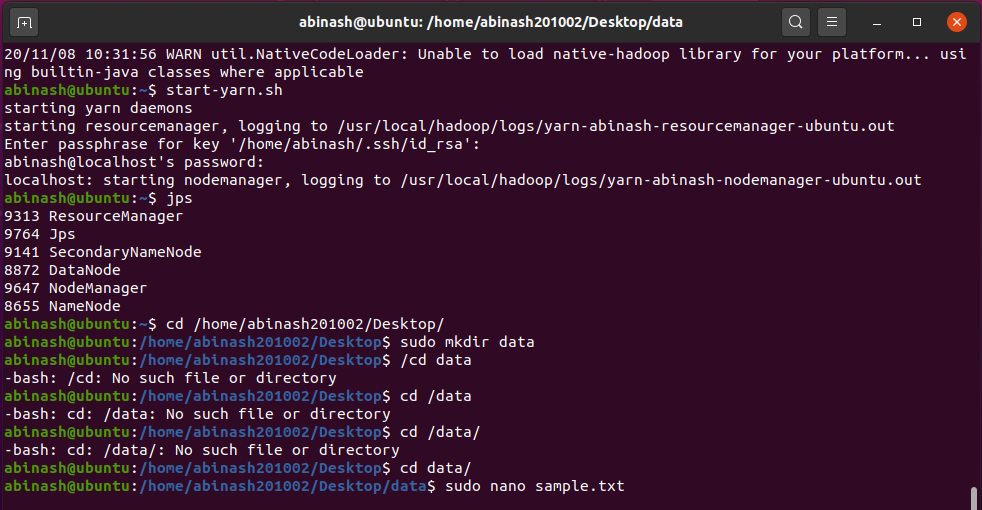 abinash@ubuntu: /home/abinash201002/Desktop/data
20/11/08 10:31:56 WARN util.NativeCodeLoader: Unable to load native-hadoop library for your platform... usi
ng builtin-java classes where applicable
abinash@ubuntu:~$ start-yarn.sh
starting yarn daemons
starting resourcemanager, logging to /usr/local/hadoop/logs/yarn-abinash-resourcemanager-ubuntu.out
Enter passphrase for key '/home/abinash/.ssh/id_rsa':
abinash@localhost's password:
localhost: starting nodemanager, logging to /usr/local/hadoop/logs/yarn-abinash-nodemanager-ubuntu.out
abinash@ubuntu:~$ jps
9313 ResourceManager
9764 Jps
9141 SecondaryNameNode
8872 DataNode
9647 NodeManager
8655 NameNode
abinash@ubuntu:~$ cd /home/abinash201002/Desktop/
abinash@ubuntu:/home/abinash201002/Desktop$ sudo mkdir data
abinash@ubuntu:/home/abinash201002/Desktop$ /cd data
-bash: /cd: No such file or directory
abinash@ubuntu:/home/abinash201002/Desktop$ cd /data
-bash: cd: /data: No such file or directory
abinash@ubuntu:/home/abinash201002/Desktop$ cd /data/
-bash: cd: /data/: No such file or directory
abinash@ubuntu:/home/abinash201002/Desktop$ cd data/
abinash@ubuntu:/home/abinash201002/Desktop/data$ sudo nano sample.txt